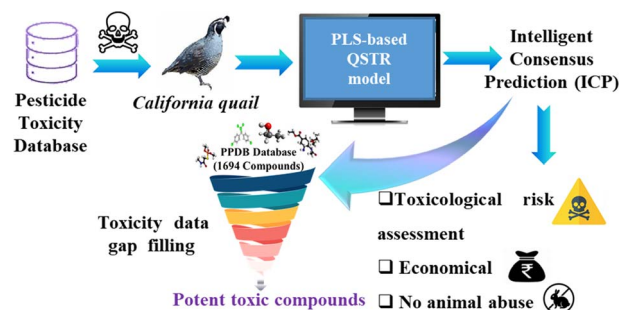 Pesticide
Toxicity
Database
California quail
PLS-based
QSTR
model
Intelligent
Consensus
Prediction (ICP)
PPDB Database
(1694 Compounds)
Toxicity data
gap filling
Potent toxic compounds
❑Toxicological risk
assessment
❑ Economical
₹
❑ No animal abuse